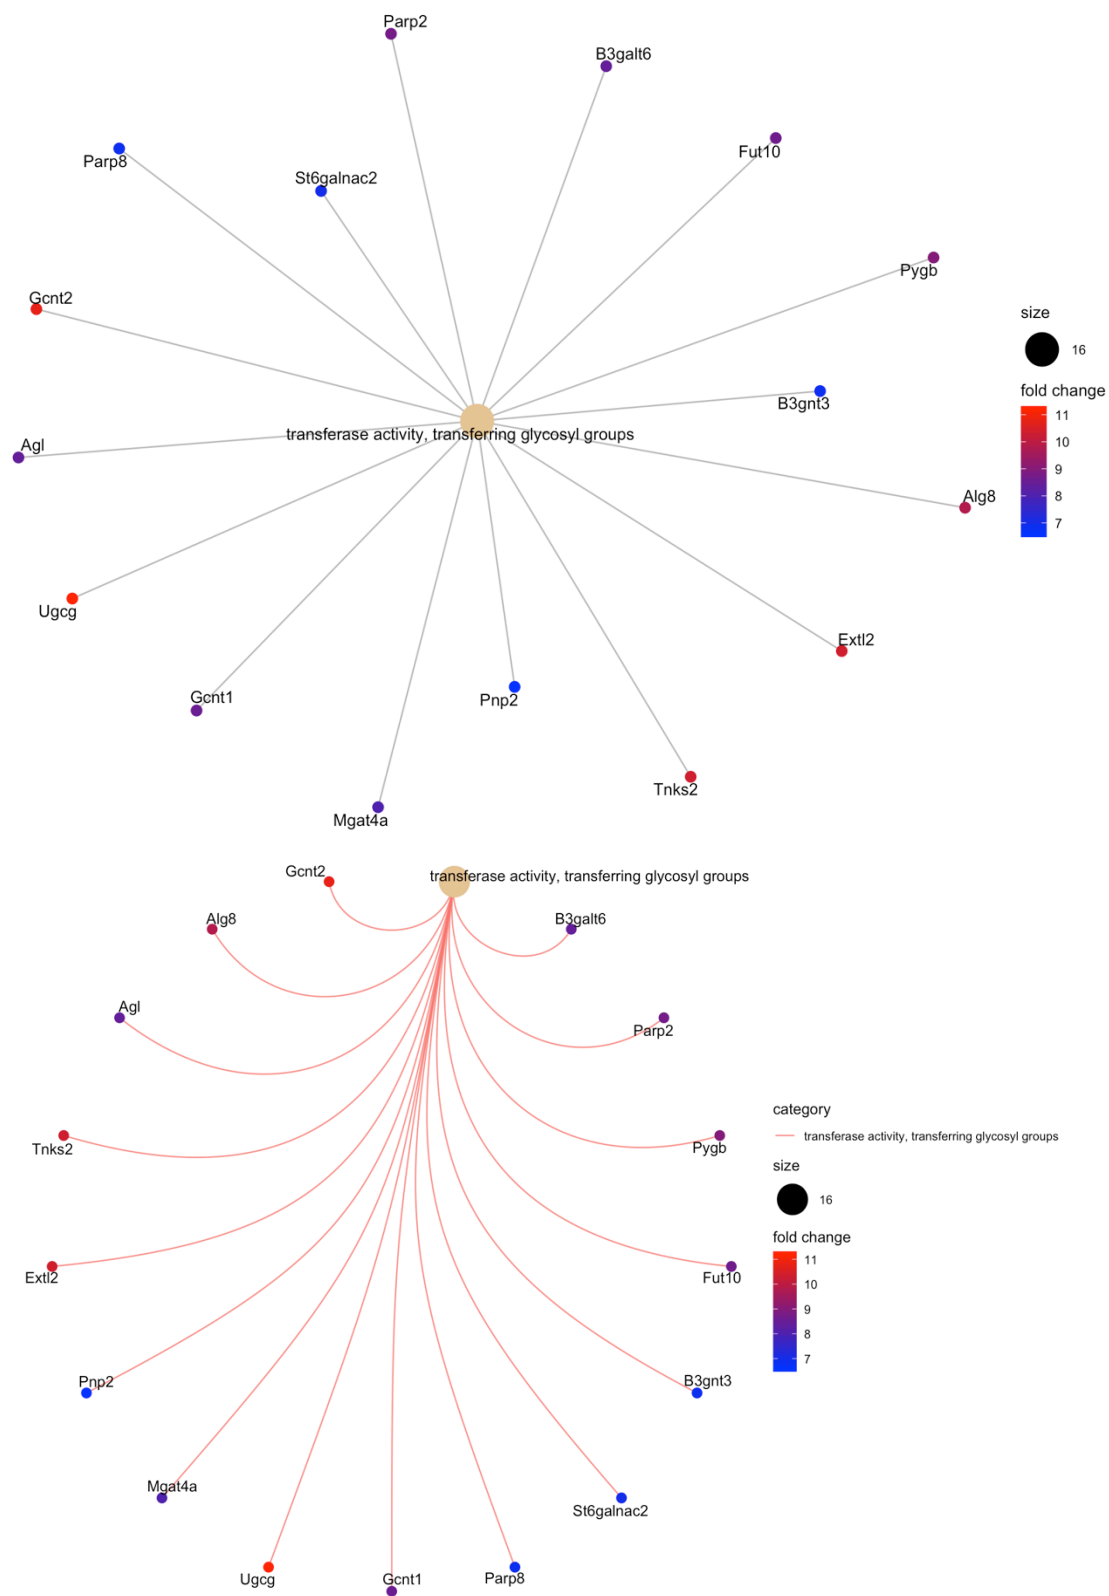 Parp2
B3galt6
Fut10
Parp8
St6galnac2
Pygb
Gcnt2
size
16
fold change
11
10
9
8
7
B3gnt3
transferase activity, transferring glycosyl groups
Agl
Alg8
Ugcg
Extl2
Gcnt1
Pnp2
Tnks2
Mgat4a
Gcnt2
transferase activity, transferring glycosyl groups
Alg8
B3galt6
Agl
Parp2
Tnks2
Pygb
category
transferase activity, transferring glycosyl groups
size
16
fold change
11
10
9
8
7
Extl2
Fut10
Pnp2
B3gnt3
Mgat4a
St6galnac2
Ugcg
Gcnt1
Parp8